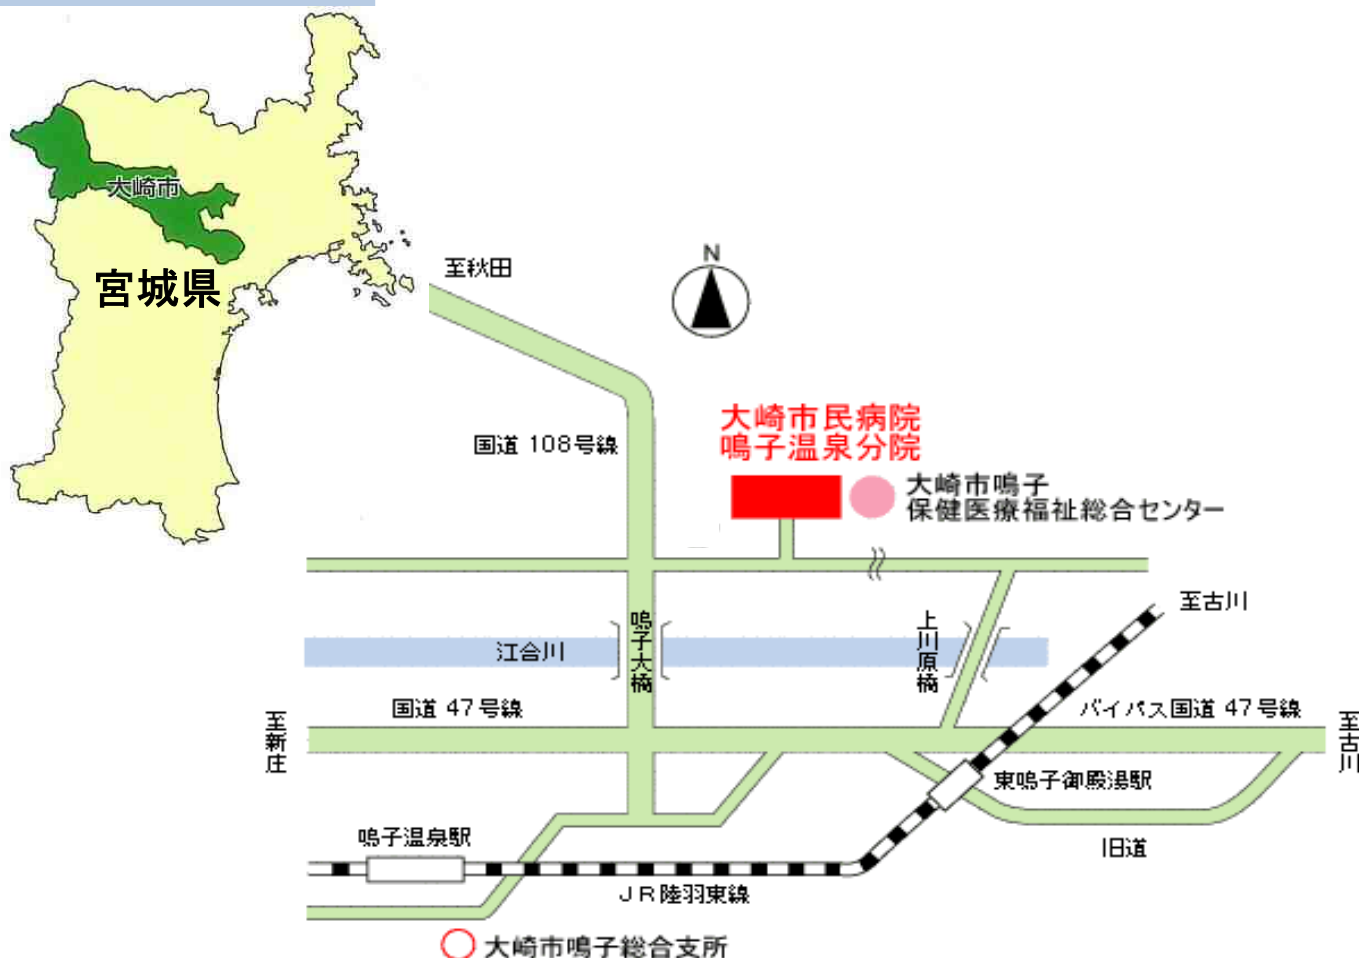 大崎市
宮城県
至秋田
N
国道 108号線
大崎市民病院
鳴子温泉分院
大崎市鳴子
保健医療福祉総合センター
至古川
鳴子大橋
上川原橋
江合川
国道 47号線
バイパス国道 47号線
至新庄
至古川
東鳴子御殿湯駅
鳴子温泉駅
旧道
JR陸羽東線
大崎市鳴子総合支所